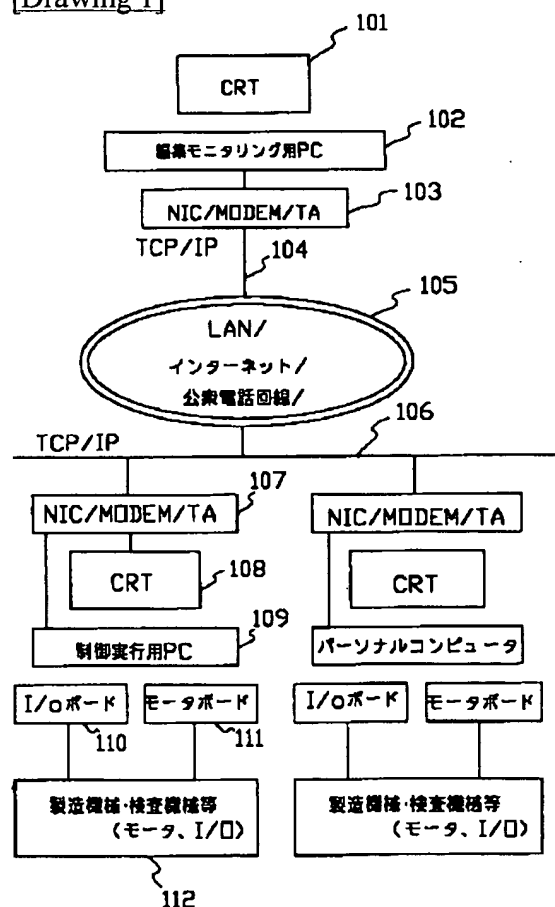 [Drawing 1]
101
CRT
102
編集モニタリング用PC
103
NIC/MODEM/TA
TCP/IP
104
105
LAN/
インターネット/
公衆電話回線/
106
TCP/IP
107
NIC/MODEM/TA
NIC/MODEM/TA
108
CRT
CRT
109
制御実行用PC
パーソナルコンピュータ
I/Oボード
モータボード
I/Oボード
モータボード
110
111
製造機械・検査機械等
(モータ、I/O)
製造機械・検査機械等
(モータ、I/O)
112